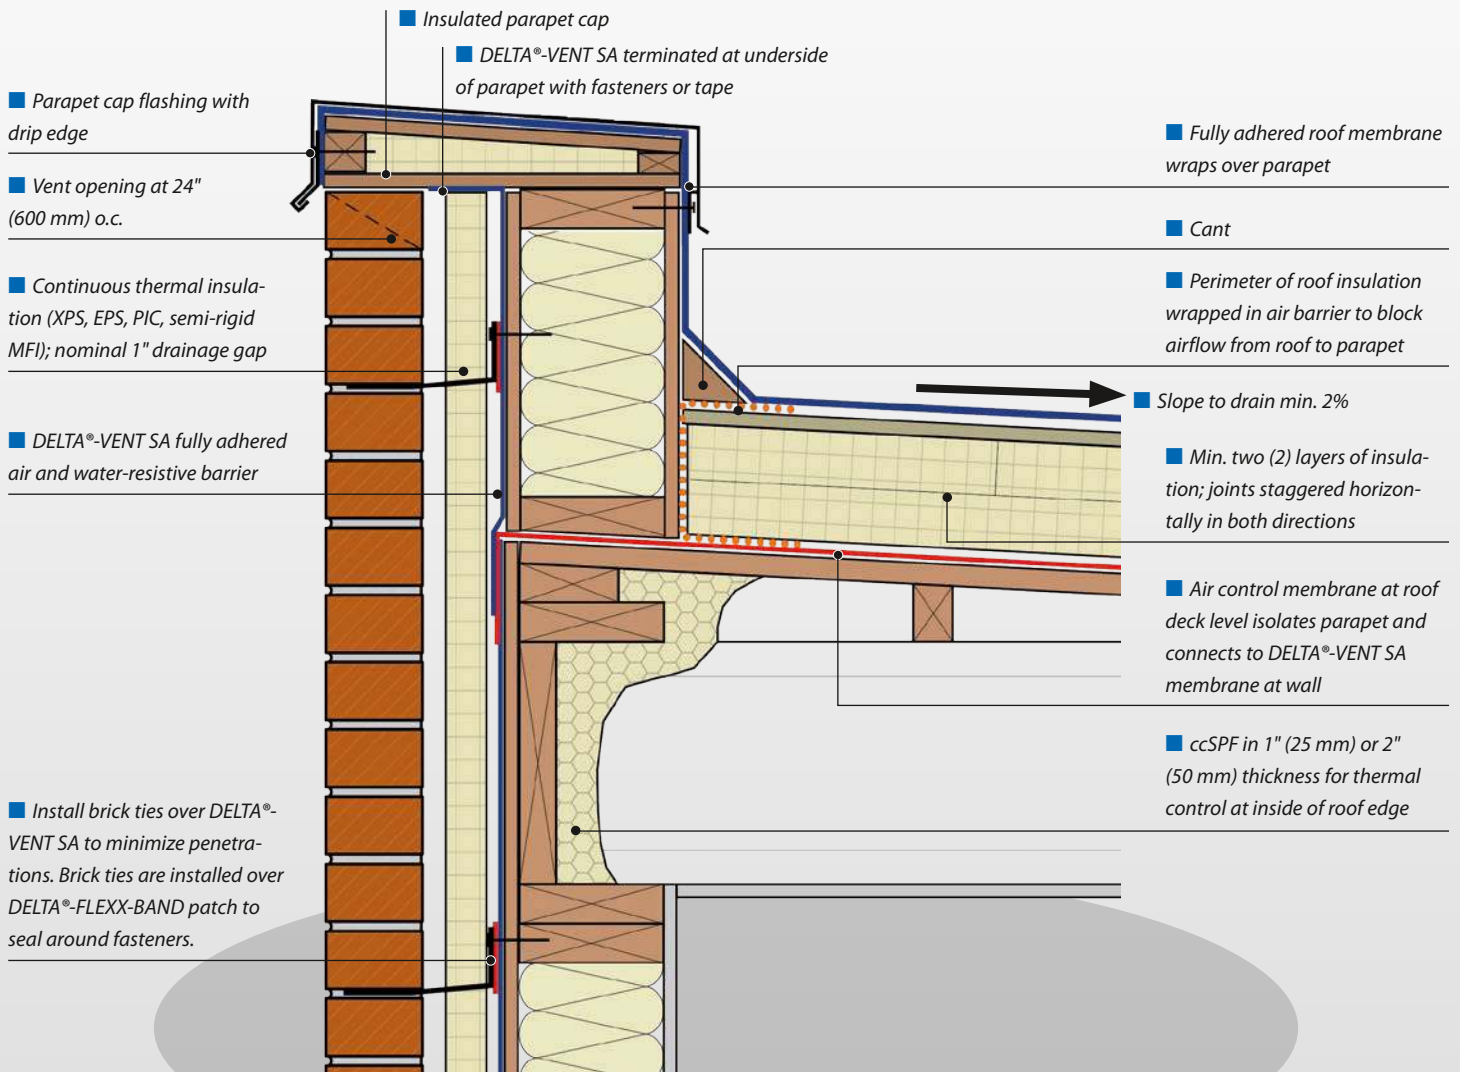 Insulated parapet cap
DELTA®-VENT SA terminated at underside
of parapet with fasteners or tape
Parapet cap flashing with
drip edge
Vent opening at 24"
(600 mm) o.c.
Continuous thermal insula-
tion (XPS, EPS, PIC, semi-rigid
MFI); nominal 1" drainage gap
DELTA®-VENT SA fully adhered
air and water-resistive barrier
Install brick ties over DELTA®-
VENT SA to minimize penetra-
tions. Brick ties are installed over
DELTA®-FLEXX-BAND patch to
seal around fasteners.
Fully adhered roof membrane
wraps over parapet
Cant
Perimeter of roof insulation
wrapped in air barrier to block
airflow from roof to parapet
Slope to drain min. 2%
Min. two (2) layers of insula-
tion; joints staggered horizon-
tally in both directions
Air control membrane at roof
deck level isolates parapet and
connects to DELTA®-VENT SA
membrane at wall
ccSPF in 1" (25 mm) or 2"
(50 mm) thickness for thermal
control at inside of roof edge